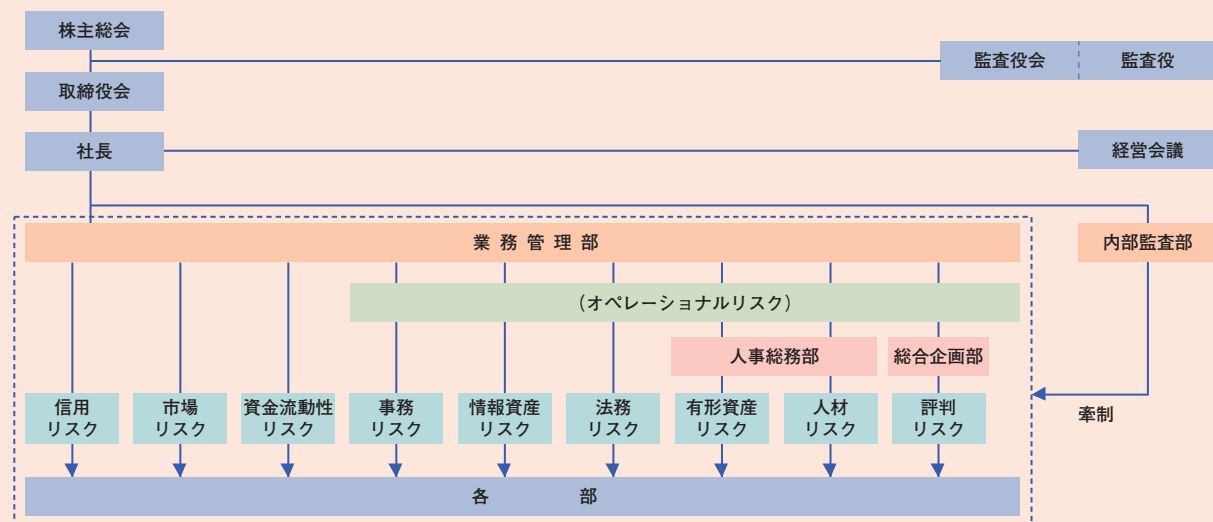 株主総会
監査役会
監査役
取締役会
社長
経営会議
業務管理部
内部監査部
(オペレーショナルリスク)
人事総務部
総合企画部
信用
リスク
市場
リスク
資金流動性
リスク
事務
リスク
情報資産
リスク
法務
リスク
有形資産
リスク
人材
リスク
評判
リスク
牽制
各部